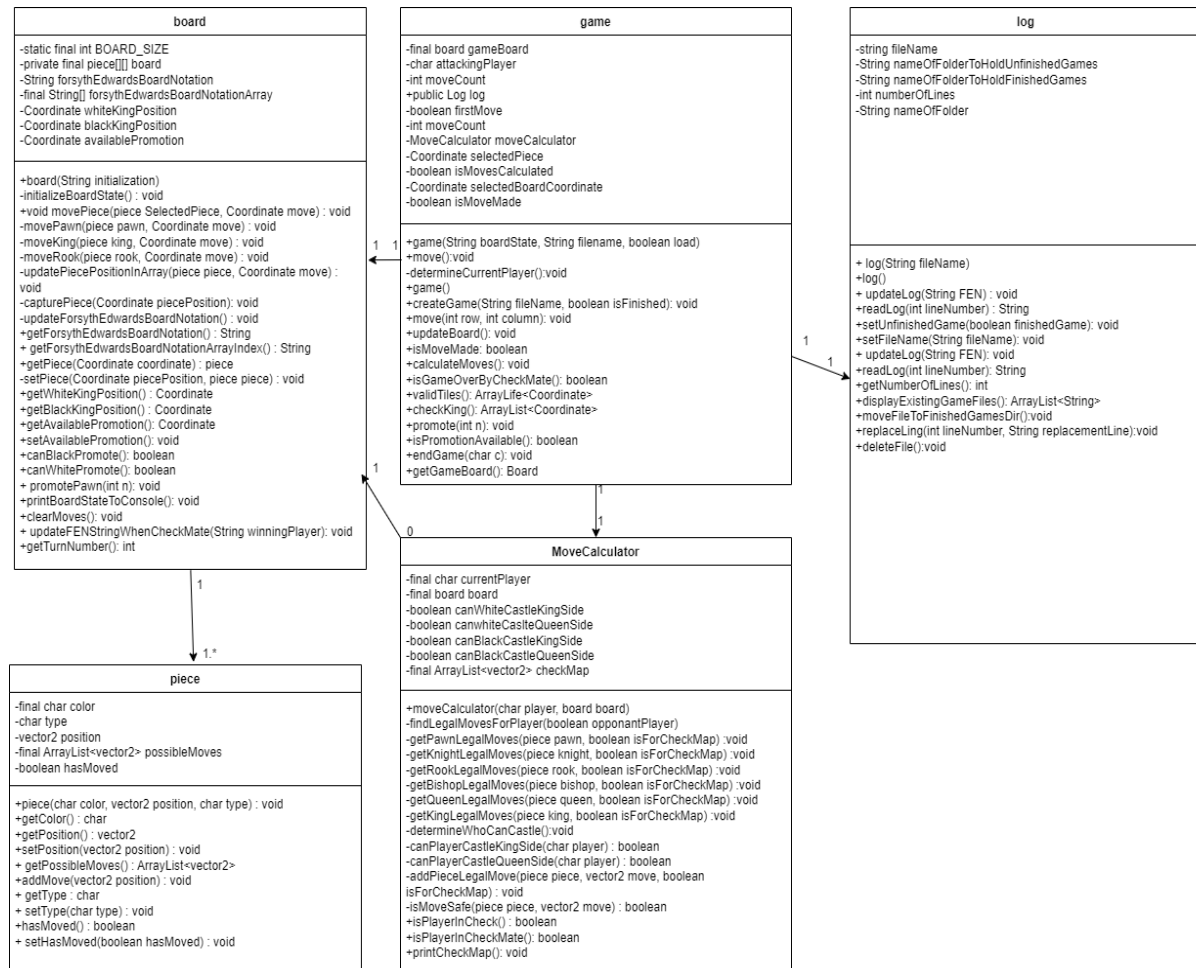 board
-static final int BOARD_SIZE
-private final piece[][] board
-String forsythEdwardsBoardNotation
-final String[] forsythEdwardsBoardNotationArray
-Coordinate whiteKingPosition
-Coordinate blackKingPosition
-Coordinate availablePromotion
+board(String initialization)
-initializeBoardState() : void
+void movePiece(piece SelectedPiece, Coordinate move) : void
-movePawn(piece pawn, Coordinate move) : void
-moveKing(piece king, Coordinate move) : void
-moveRook(piece rook, Coordinate move) : void
-updatePiecePositionInArray(piece piece, Coordinate move) :
void
-capturePiece(Coordinate piecePosition): void
-updateForsythEdwardsBoardNotation() : void
+getForsythEdwardsBoardNotation() : String
+ getForsythEdwardsBoardNotationArrayIndex() : String
+getPiece(Coordinate coordinate) : piece
-setPiece(Coordinate piecePosition, piece piece) : void
+getWhiteKingPosition() : Coordinate
+getBlackKingPosition() : Coordinate
+getAvailablePromotion(): Coordinate
+setAvailablePromotion(): void
+canBlackPromote(): boolean
+canWhitePromote(): boolean
+ promotePawn(int n): void
+printBoardStateToConsole(): void
+clearMoves(): void
+ updateFENStringWhenCheckMate(String winningPlayer): void
+getTurnNumber(): int
game
-final board gameBoard
-char attackingPlayer
-int moveCount
+public Log log
-boolean firstMove
-int moveCount
-MoveCalculator moveCalculator
-Coordinate selectedPiece
-boolean isMovesCalculated
-Coordinate selectedBoardCoordinate
-boolean isMoveMade
+game(String boardState, String filename, boolean load)
+move():void
-determineCurrentPlayer():void
+game()
+createGame(String fileName, boolean isFinished): void
+move(int row, int column): void
+updateBoard(): void
+isMoveMade: boolean
+calculateMoves(): void
+isGameOverByCheckMate(): boolean
+validTiles(): ArrayLife<Coordinate>
+checkKing(): ArrayList<Coordinate>
+promote(int n): void
+isPromotionAvailable(): boolean
+endGame(char c): void
+getGameBoard(): Board
log
-string fileName
-String nameOfFolderToHoldUnfinishedGames
-String nameOfFolderToHoldFinishedGames
-int numberOfLines
-String nameOfFolder
+ log(String fileName)
+log()
+ updateLog(String FEN) : void
+readLog(int lineNumber) : String
+setUnfinishedGame(boolean finishedGame): void
+setFileName(String fileName): void
+ updateLog(String FEN): void
+readLog(int lineNumber): String
+getNumberOfLines(): int
+displayExistingGameFiles(): ArrayList<String>
+moveFileToFinishedGamesDir():void
+replaceLing(int lineNumber, String replacementLine):void
+deleteFile():void
1 1
1
1
1
0
1
1
1
1.*
piece
-final char color
-char type
-vector2 position
-final ArrayList<vector2> possibleMoves
-boolean hasMoved
+piece(char color, vector2 position, char type) : void
+getColor() : char
+getPosition() : vector2
+setPosition(vector2 position) : void
+ getPossibleMoves() : ArrayList<vector2>
+addMove(vector2 position) : void
+ getType : char
+ setType(char type) : void
+hasMoved() : boolean
+ setHasMoved(boolean hasMoved) : void
MoveCalculator
-final char currentPlayer
-final board board
-boolean canWhiteCastleKingSide
-boolean canwhiteCaslteQueenSide
-boolean canBlackCastleKingSide
-boolean canBlackCastleQueenSide
-final ArrayList<vector2> checkMap
+moveCalculator(char player, board board)
-findLegalMovesForPlayer(boolean opponantPlayer)
-getPawnLegalMoves(piece pawn, boolean isForCheckMap) :void
-getKnightLegalMoves(piece knight, boolean isForCheckMap) :void
-getRookLegalMoves(piece rook, boolean isForCheckMap) :void
-getBishopLegalMoves(piece bishop, boolean isForCheckMap) :void
-getQueenLegalMoves(piece queen, boolean isForCheckMap) :void
-getKingLegalMoves(piece king, boolean isForCheckMap) :void
-determineWhoCanCastle():void
-canPlayerCastleKingSide(char player) : boolean
-canPlayerCastleQueenSide(char player) : boolean
-addPieceLegalMove(piece piece, vector2 move, boolean
isForCheckMap) : void
-isMoveSafe(piece piece, vector2 move) : boolean
+isPlayerInCheck() : boolean
+isPlayerInCheckMate(): boolean
+printCheckMap(): void